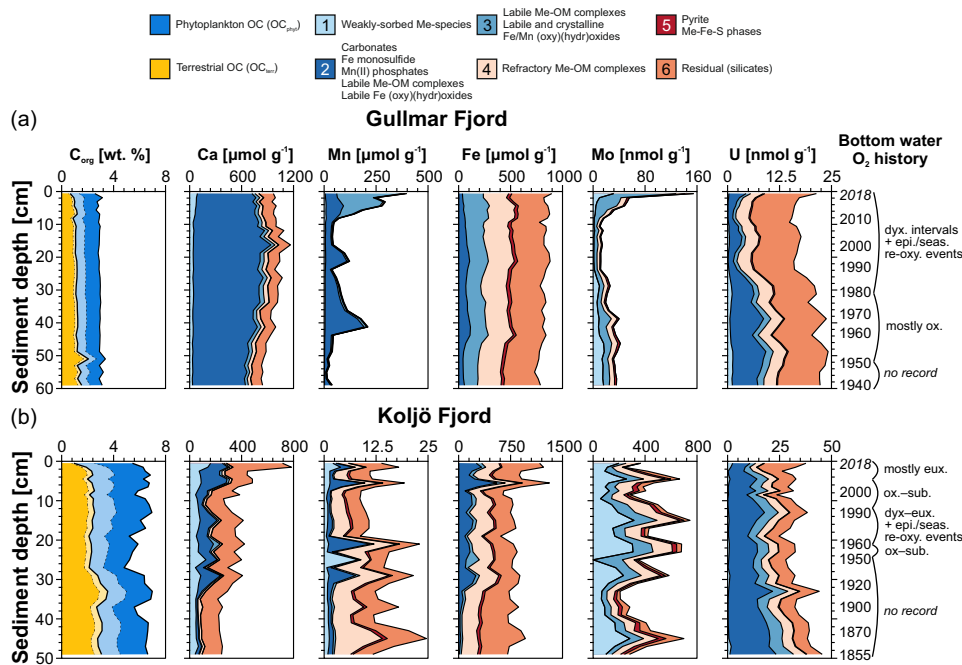 Phytoplankton OC (OCphyt)
Terrestrial OC (OCterr)
1 Weakly-sorbed Me-species
2 Carbonates
Fe monosulfide
Mn(II) phosphates
Labile Me-OM complexes
Labile Fe (oxy)(hydr)oxides
3 Labile Me-OM complexes
Labile and crystalline
Fe/Mn (oxy)(hydr)oxides
4 Refractory Me-OM complexes
5 Pyrite
Me-Fe-S phases
6 Residual (silicates)
(a) Gullmar Fjord
Corg [wt. %] Ca [µmol g⁻¹] Mn [µmol g⁻¹] Fe [µmol g⁻¹] Mo [nmol g⁻¹] U [nmol g⁻¹] Bottom water
O₂ history
0 4 8 0 400 800 1200 0 250 500 0 500 1000 0 80 160 0 12.5 25
Sediment depth [cm]
0
10
20
30
40
50
60
2018
2010
2000
1990
1980
1970
1960
1950
1940
dyx. intervals
+ epi./seas.
re-oxy. events
mostly ox.
no record
(b) Koljö Fjord
0 4 8 0 400 800 0 12.5 25 0 750 1500 0 400 800 0 25 50
Sediment depth [cm]
0
10
20
30
40
50
2018
2000
1990
1960
1950
1920
1900
1870
1855
mostly eux.
ox.–sub.
dyx–eux.
+ epi./seas.
re-oxy. events
ox–sub.
no record